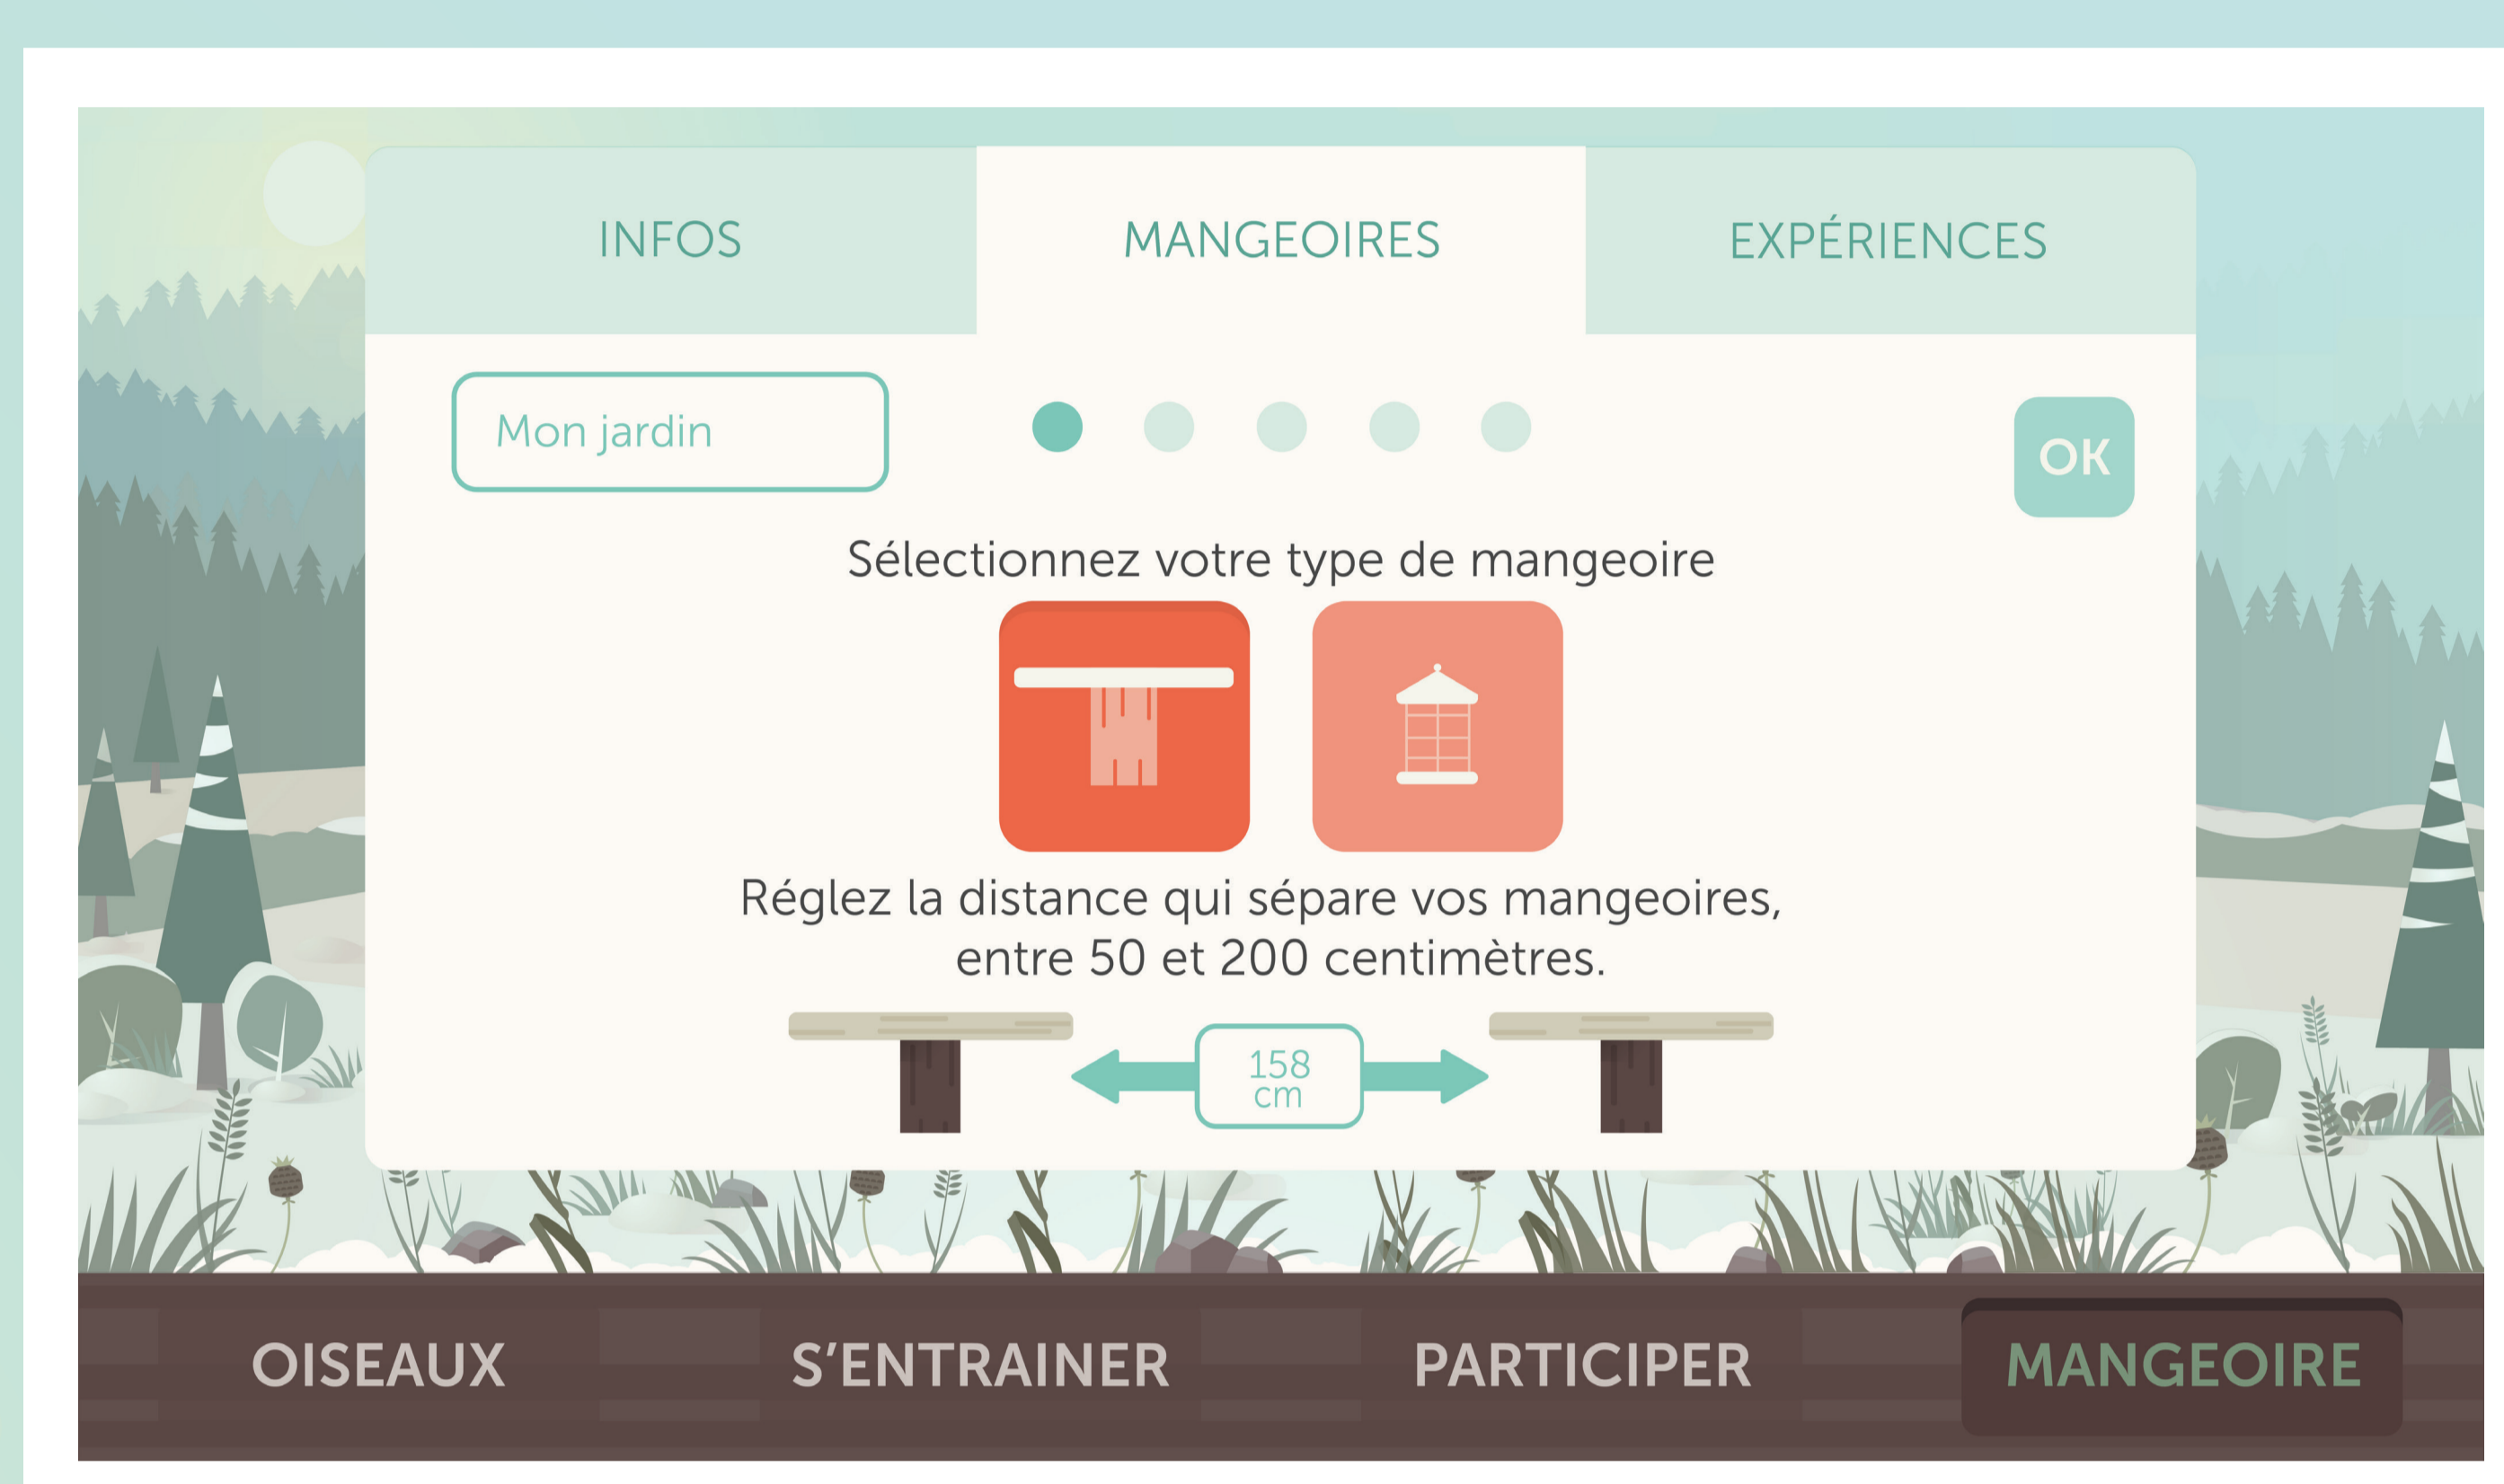 INFOS
MANGEOIRES
EXPÉRIENCES
Mon jardin
OK
Sélectionnez votre type de mangeoire
Réglez la distance qui sépare vos mangeoires,
entre 50 et 200 centimètres.
158
cm
OISEAUX
S'ENTRAINER
PARTICIPER
MANGEOIRE